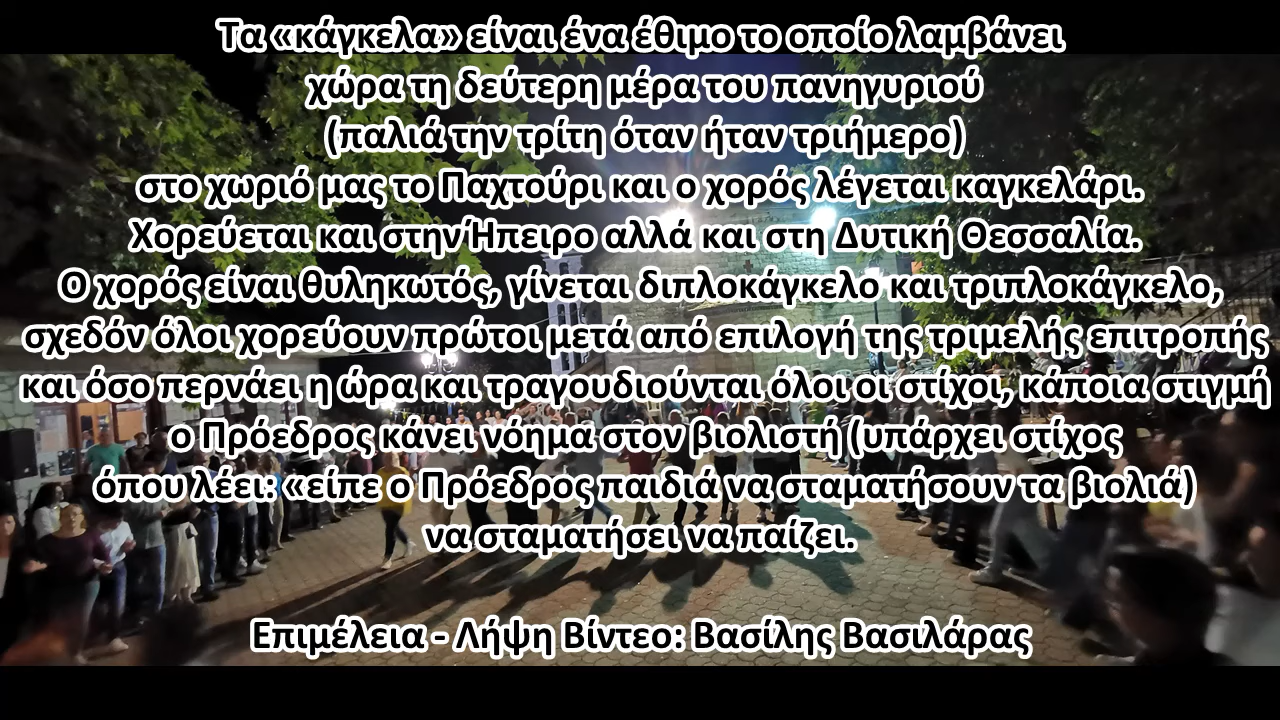 Τα «κάγκελα» είναι ένα έθιμο το οποίο λαμβάνει
χώρα τη δεύτερη μέρα του πανηγυριού
(παλιά την τρίτη όταν ήταν τριήμερο)
στο χωριό μας το Παχτούρι και ο χορός λέγεται καγκελάρι.
Χορεύεται και στην Ήπειρο αλλά και στη Δυτική Θεσσαλία.
Ο χορός είναι θυληκωτός, γίνεται διπλοκάγκελο και τριπλοκάγκελο,
σχεδόν όλοι χορεύουν πρώτοι μετά από επιλογή της τριμελής επιτροπής
και όσο περνάει η ώρα και τραγουδιούνται όλοι οι στίχοι, κάποια στιγμή
ο Πρόεδρος κάνει νόημα στον βιολιστή (υπάρχει στίχος
όπου λέει: «είπε ο Πρόεδρος παιδιά να σταματήσουν τα βιολιά)
να σταματήσει να παίζει.
Επιμέλεια - Λήψη Βίντεο: Βασίλης Βασιλάρας